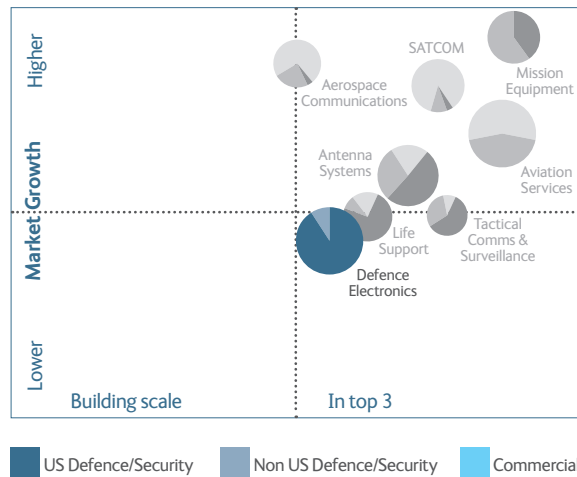 Higher
Market Growth
Lower
SATCOM
Aerospace
Communications
Mission
Equipment
Antenna
Systems
Aviation
Services
Life
Support
Tactical
Comms &
Surveillance
Defence
Electronics
Building scale
In top 3
US Defence/Security
Non US Defence/Security
Commercial